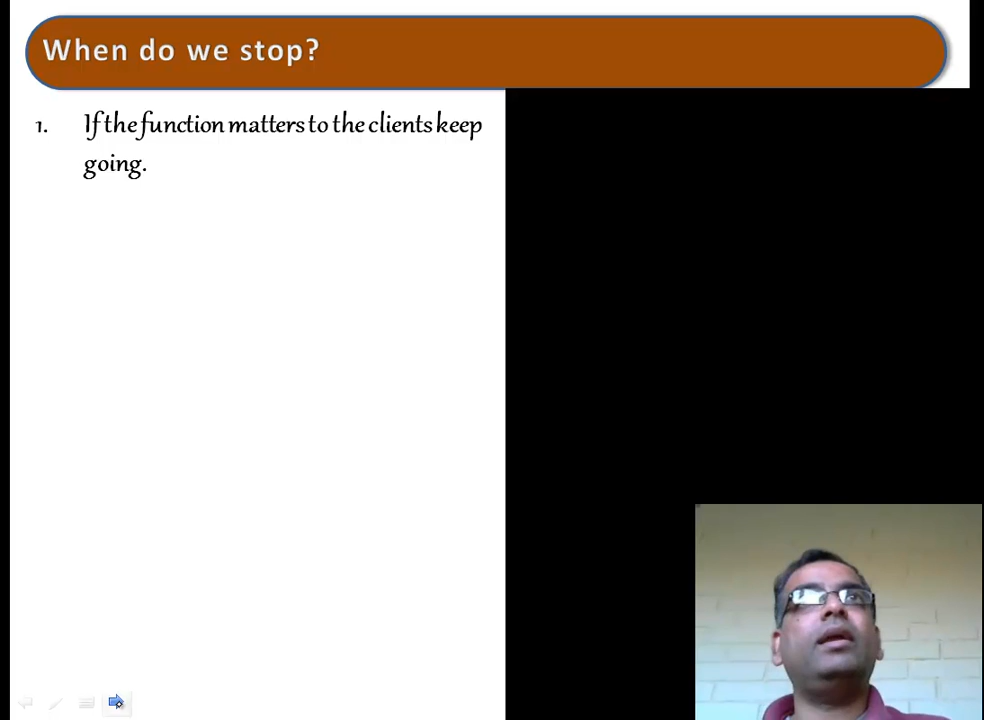 When do we stop?
1. If the function matters to the clients keep
going.